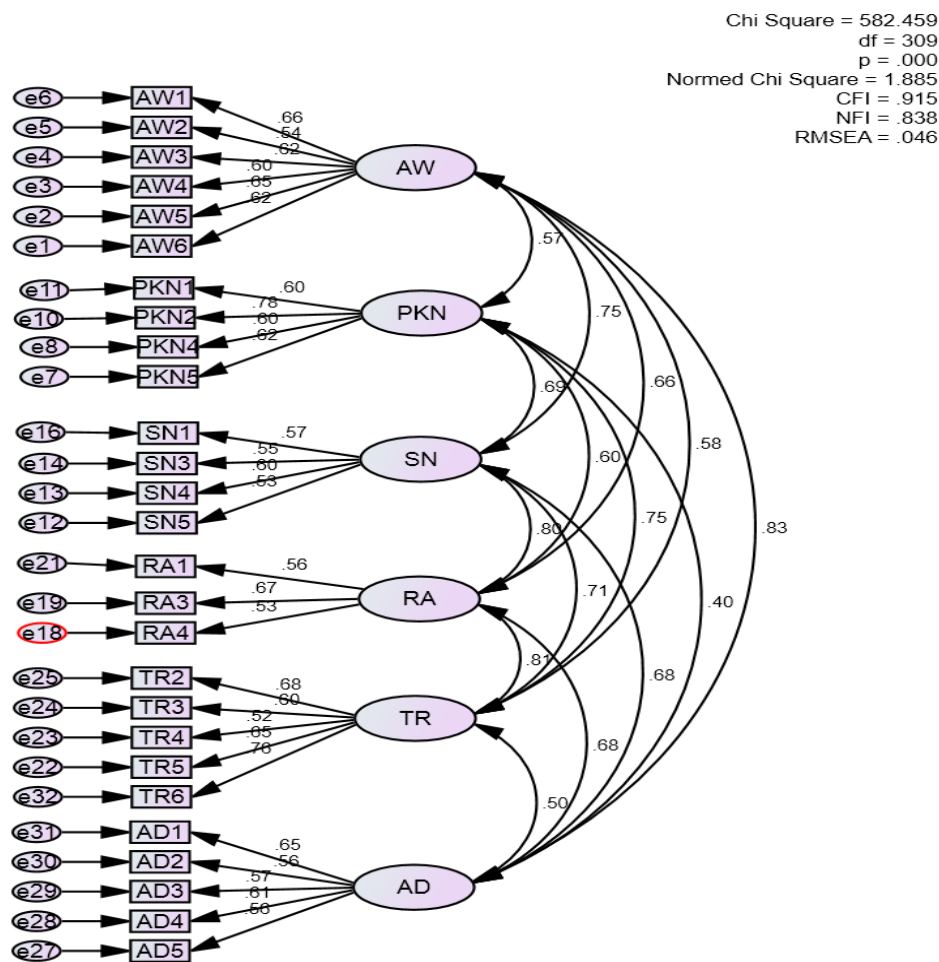 Chi Square = 582.459
df = 309
p = .000
Normed Chi Square = 1.885
CFI = .915
NFI = .838
RMSEA = .046
e6 AW1 .66
e5 AW2 .54
e4 AW3 .62
e3 AW4 .60
e2 AW5 .65
e1 AW6 .62
AW
.57
e11 PKN1 .60
e10 PKN2 .78
e8 PKN4 .60
e7 PKN5 .62
PKN
.75
.69
.66
e16 SN1 .57
e14 SN3 .55
e13 SN4 .60
e12 SN5 .53
SN
.58
.60
.75
.80
.83
e21 RA1 .56
e19 RA3 .67
e18 RA4 .53
RA
.71
.40
.81
.68
e25 TR2 .68
e24 TR3 .60
e23 TR4 .52
e22 TR5 .65
e32 TR6 .76
TR
.68
.50
e31 AD1 .65
e30 AD2 .56
e29 AD3 .57
e28 AD4 .61
e27 AD5 .56
AD